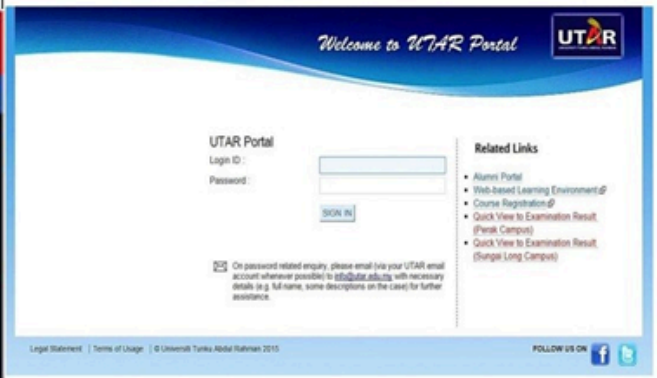 Welcome to UTAR Portal
UTAR
UTAR Portal
Login ID :
Password :
SIGN IN
On password related enquiry, please email (via your UTAR email
account whenever possible) to info@utar.edu.my with necessary
details (e.g. full name, some descriptions on the case) for further
assistance.
Related Links
Alumni Portal
Web-based Learning Environment
Course Registration
Quick View to Examination Result
(Perak Campus)
Quick View to Examination Result
(Sungai Long Campus)
Legal Statement | Terms of Usage | © Universiti Tunku Abdul Rahman 2015
FOLLOW US ON